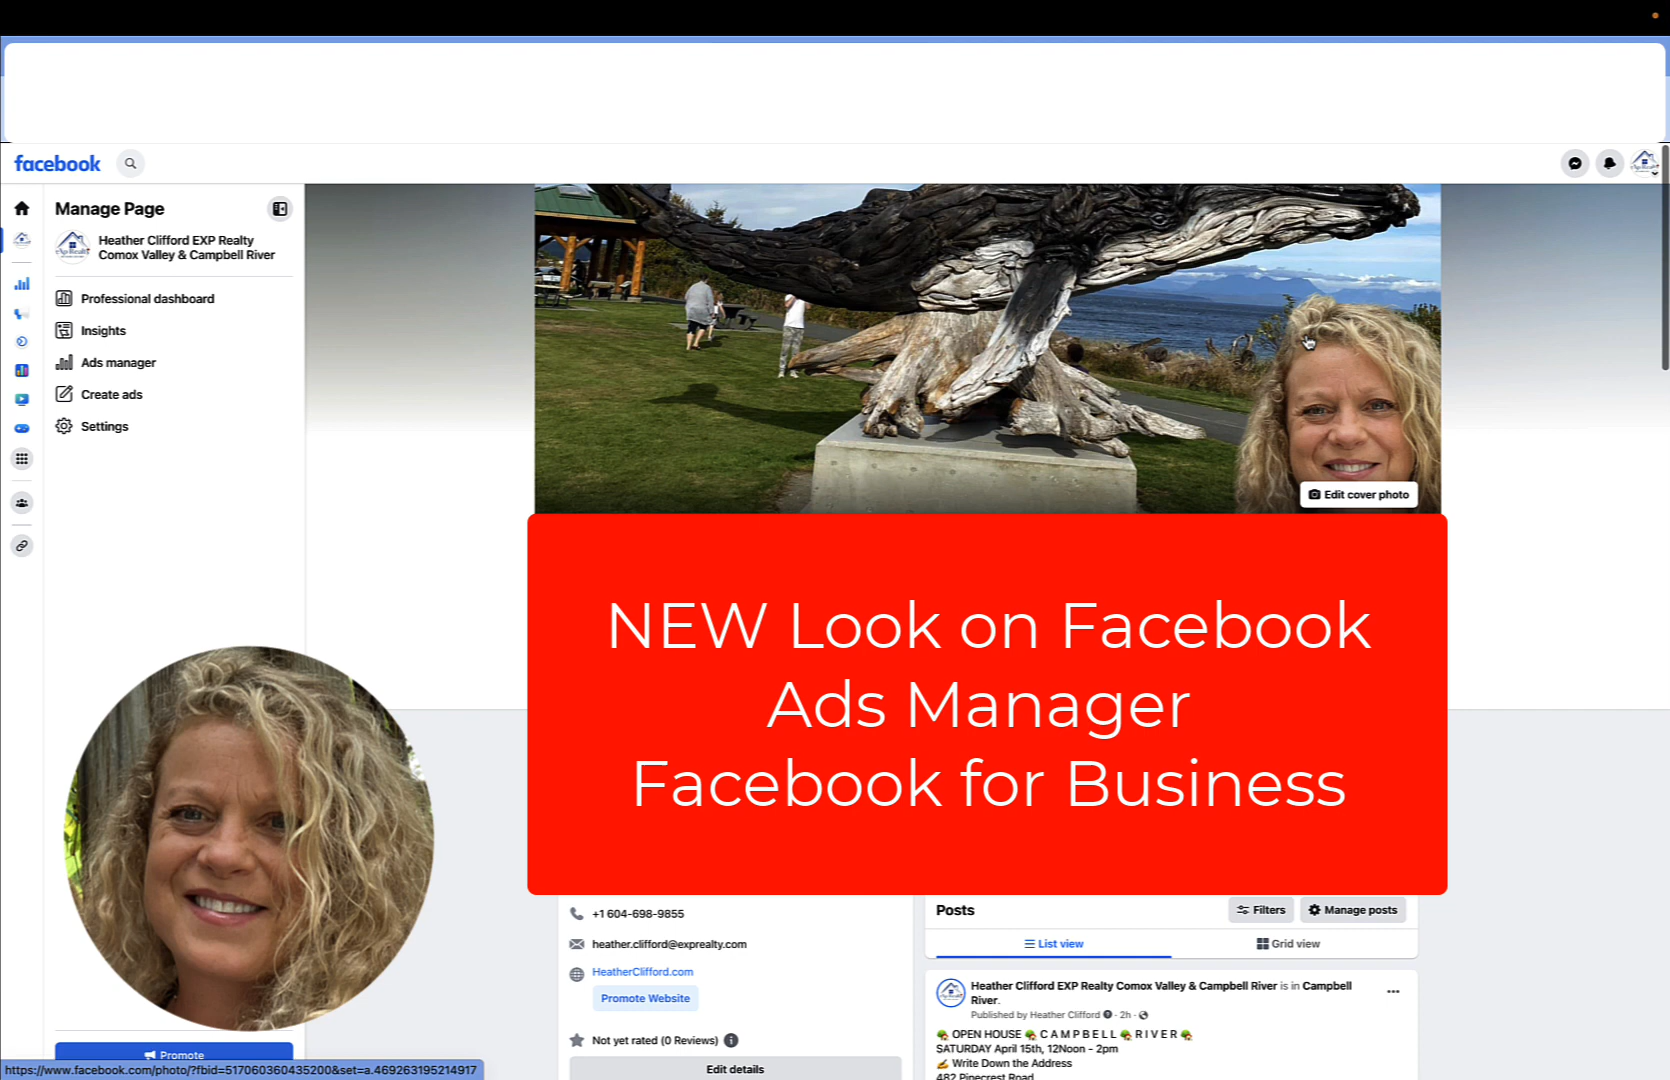 facebook
Manage Page
Heather Clifford EXP Realty
Comox Valley & Campbell River
Professional dashboard
Insights
Ads manager
Create ads
Settings
Edit cover photo
NEW Look on Facebook
Ads Manager
Facebook for Business
+1 604-698-9855
heather.clifford@exprealty.com
HeatherClifford.com
Promote Website
Not yet rated (0 Reviews)
Edit details
Posts
Filters
Manage posts
List view
Grid view
Heather Clifford EXP Realty Comox Valley & Campbell River is in Campbell
River.
Published by Heather Clifford · 2h ·
🏡 OPEN HOUSE 🏡 C A M P B E L L 🏡 R I V E R 🏡
SATURDAY April 15th, 12Noon - 2pm
✍ Write Down the Address
482 Pinecrest Road
Promote
https://www.facebook.com/photo/?fbid=517060360435200&set=a.469263195214917